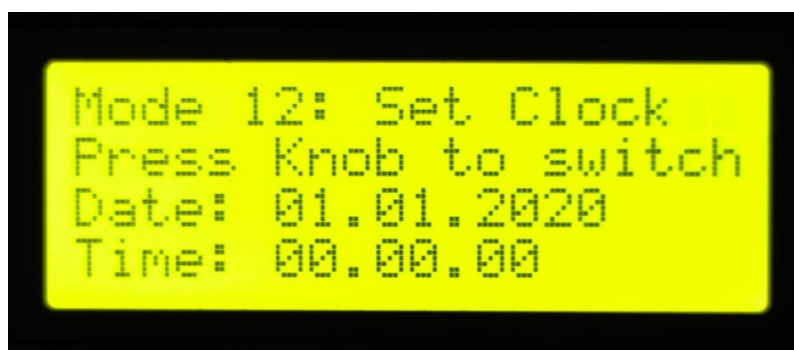 Mode 12: Set Clock
Press Knob to switch
Date: 01.01.2020
Time: 00.00.00